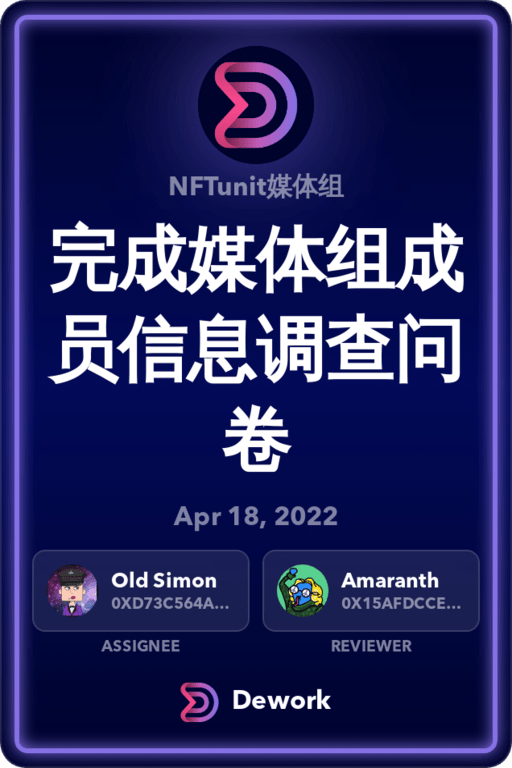 NFTunit媒体组
完成媒体组成
员信息调查问
卷
Apr 18, 2022
Old Simon
0XD73C564A...
ASSIGNEE
Amaranth
0X15AFDCCE...
REVIEWER
Dework